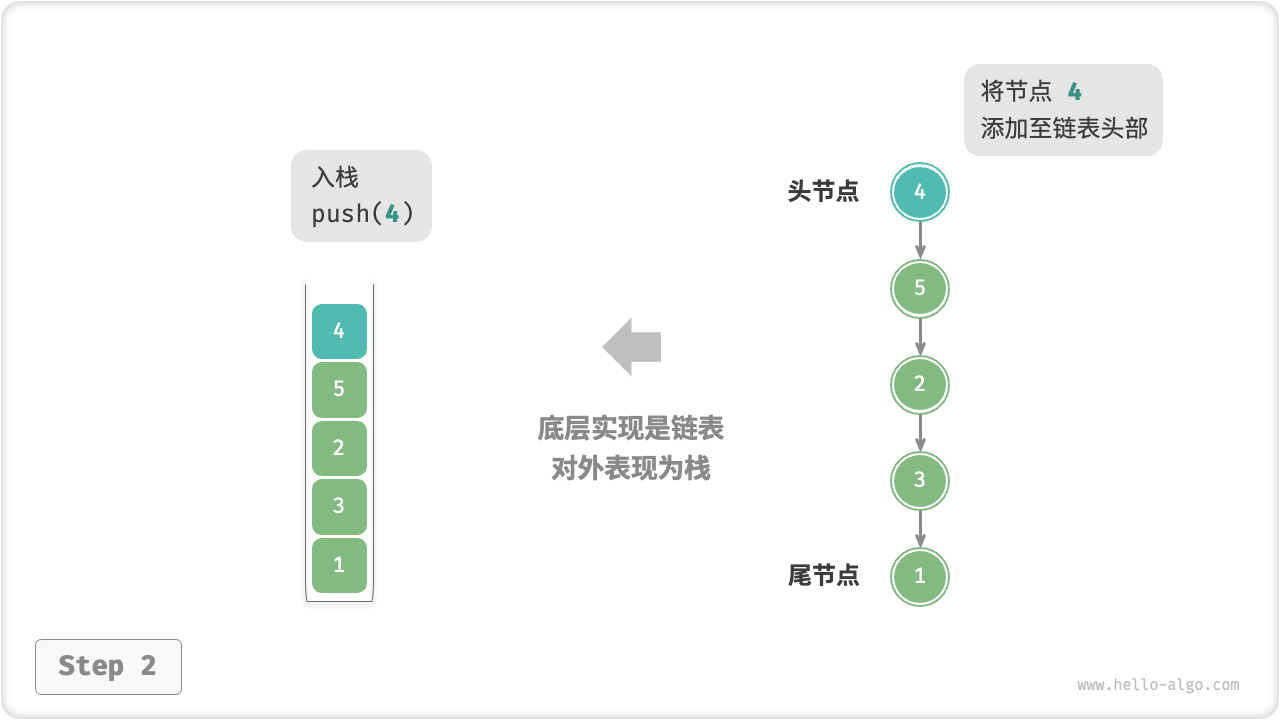 将节点 4
添加至链表头部
入栈
push(4)
头节点
4
5
2
3
1
尾节点
4
5
2
3
1
底层实现是链表
对外表现为栈
Step 2
www.hello-algo.com